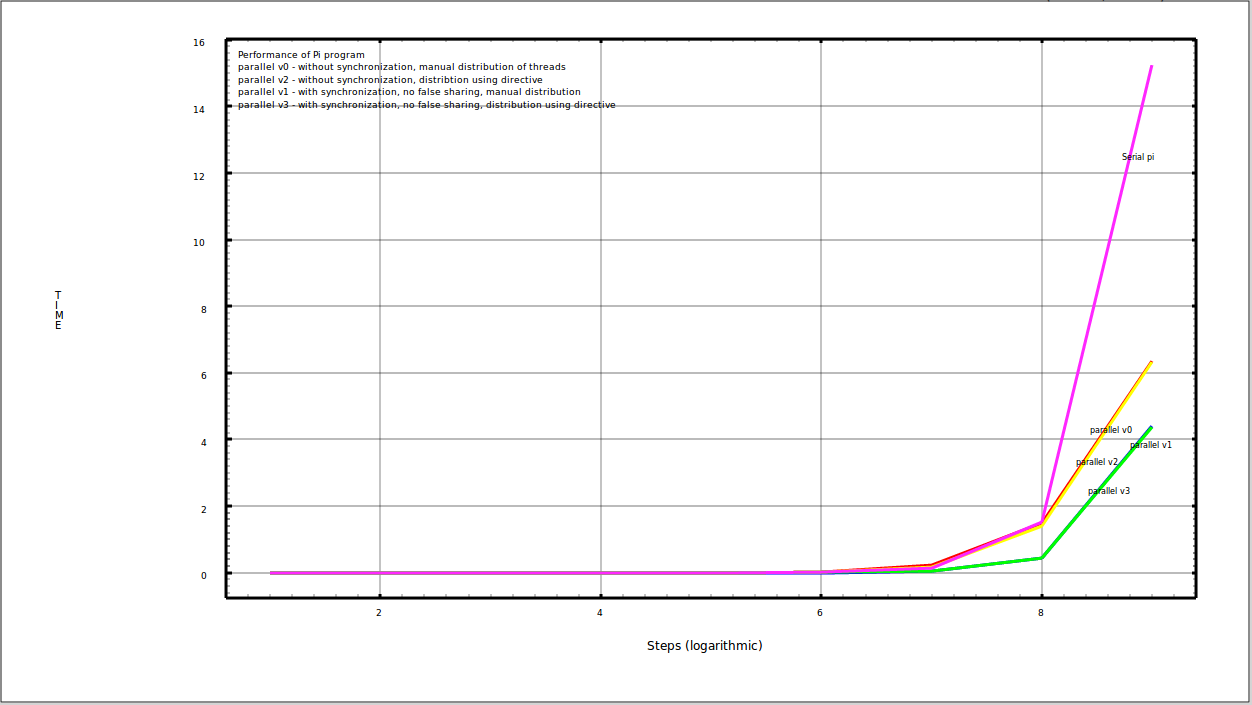 16
Performance of Pi program
parallel v0 - without synchronization, manual distribution of threads
parallel v2 - without synchronization, distribtion using directive
parallel v1 - with synchronization, no false sharing, manual distribution
parallel v3 - with synchronization, no false sharing, distribution using directive
14
Serial pi
12
10
TIME
8
6
parallel v0
4
parallel v1
parallel v2
parallel v3
2
0
2 4 6 8
Steps (logarithmic)